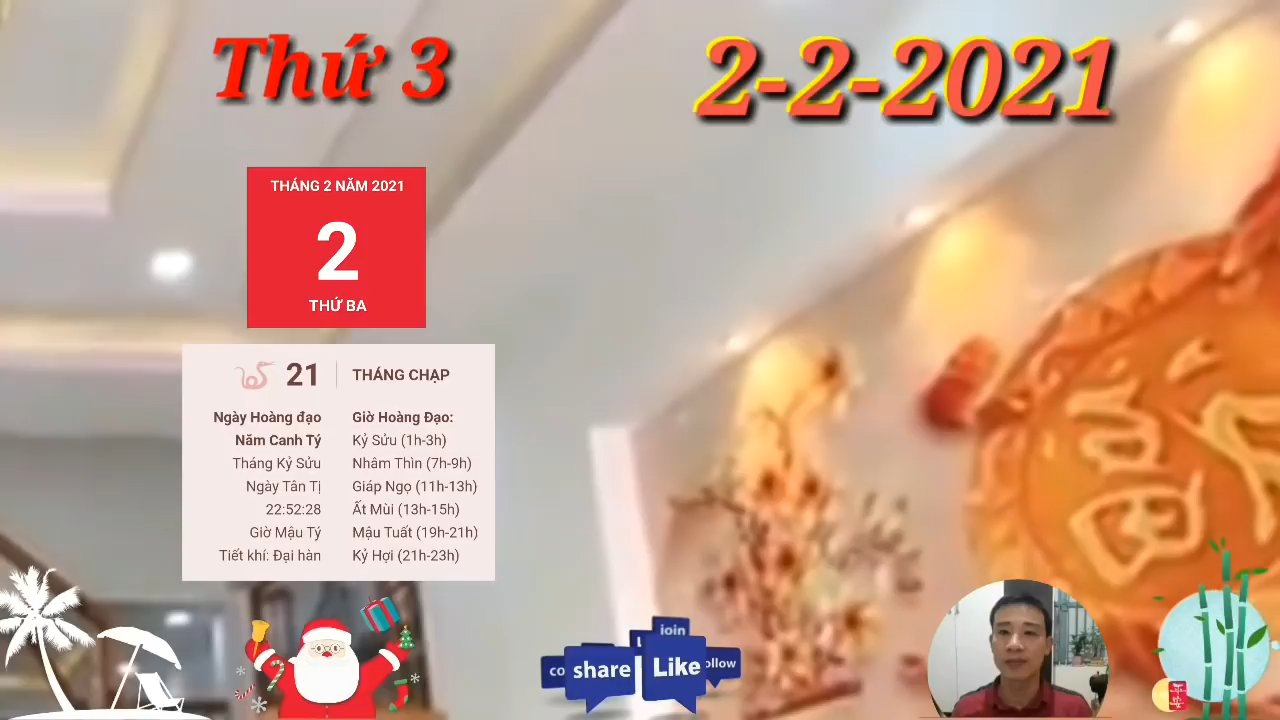 Thứ 3
2-2-2021
THÁNG 2 NĂM 2021
2
THỨ BA
21
THÁNG CHẠP
Ngày Hoàng đạo
Năm Canh Tý
Tháng Kỷ Sửu
Ngày Tân Tị
22:52:28
Giờ Mậu Tý
Tiết khí: Đại hàn
Giờ Hoàng Đạo:
Kỷ Sửu (1h-3h)
Nhâm Thìn (7h-9h)
Giáp Ngọ (11h-13h)
Ất Mùi (13h-15h)
Mậu Tuất (19h-21h)
Kỷ Hợi (21h-23h)
join
share
Like